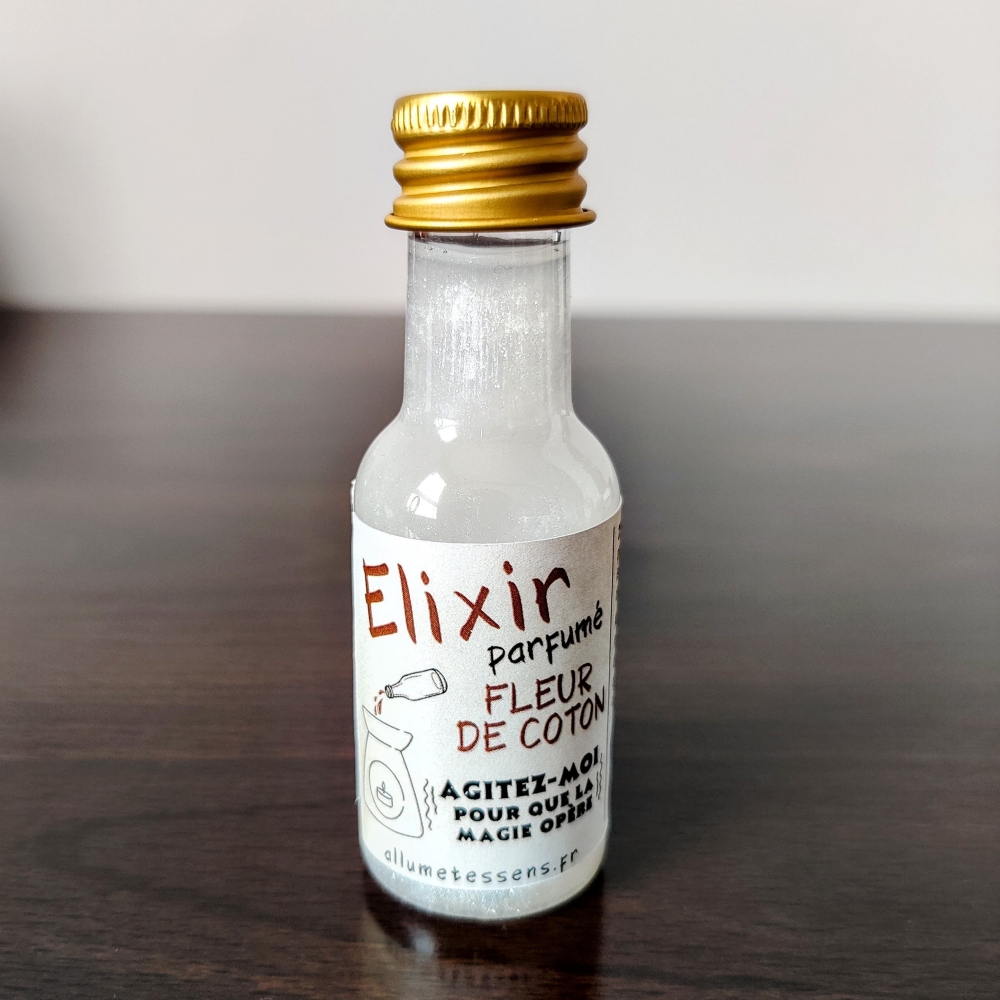 Elixir
parfumé
FLEUR
DE COTON
AGITEZ-MOI
POUR QUE LA
MAGIE OPÈRE
allumetessens.fr